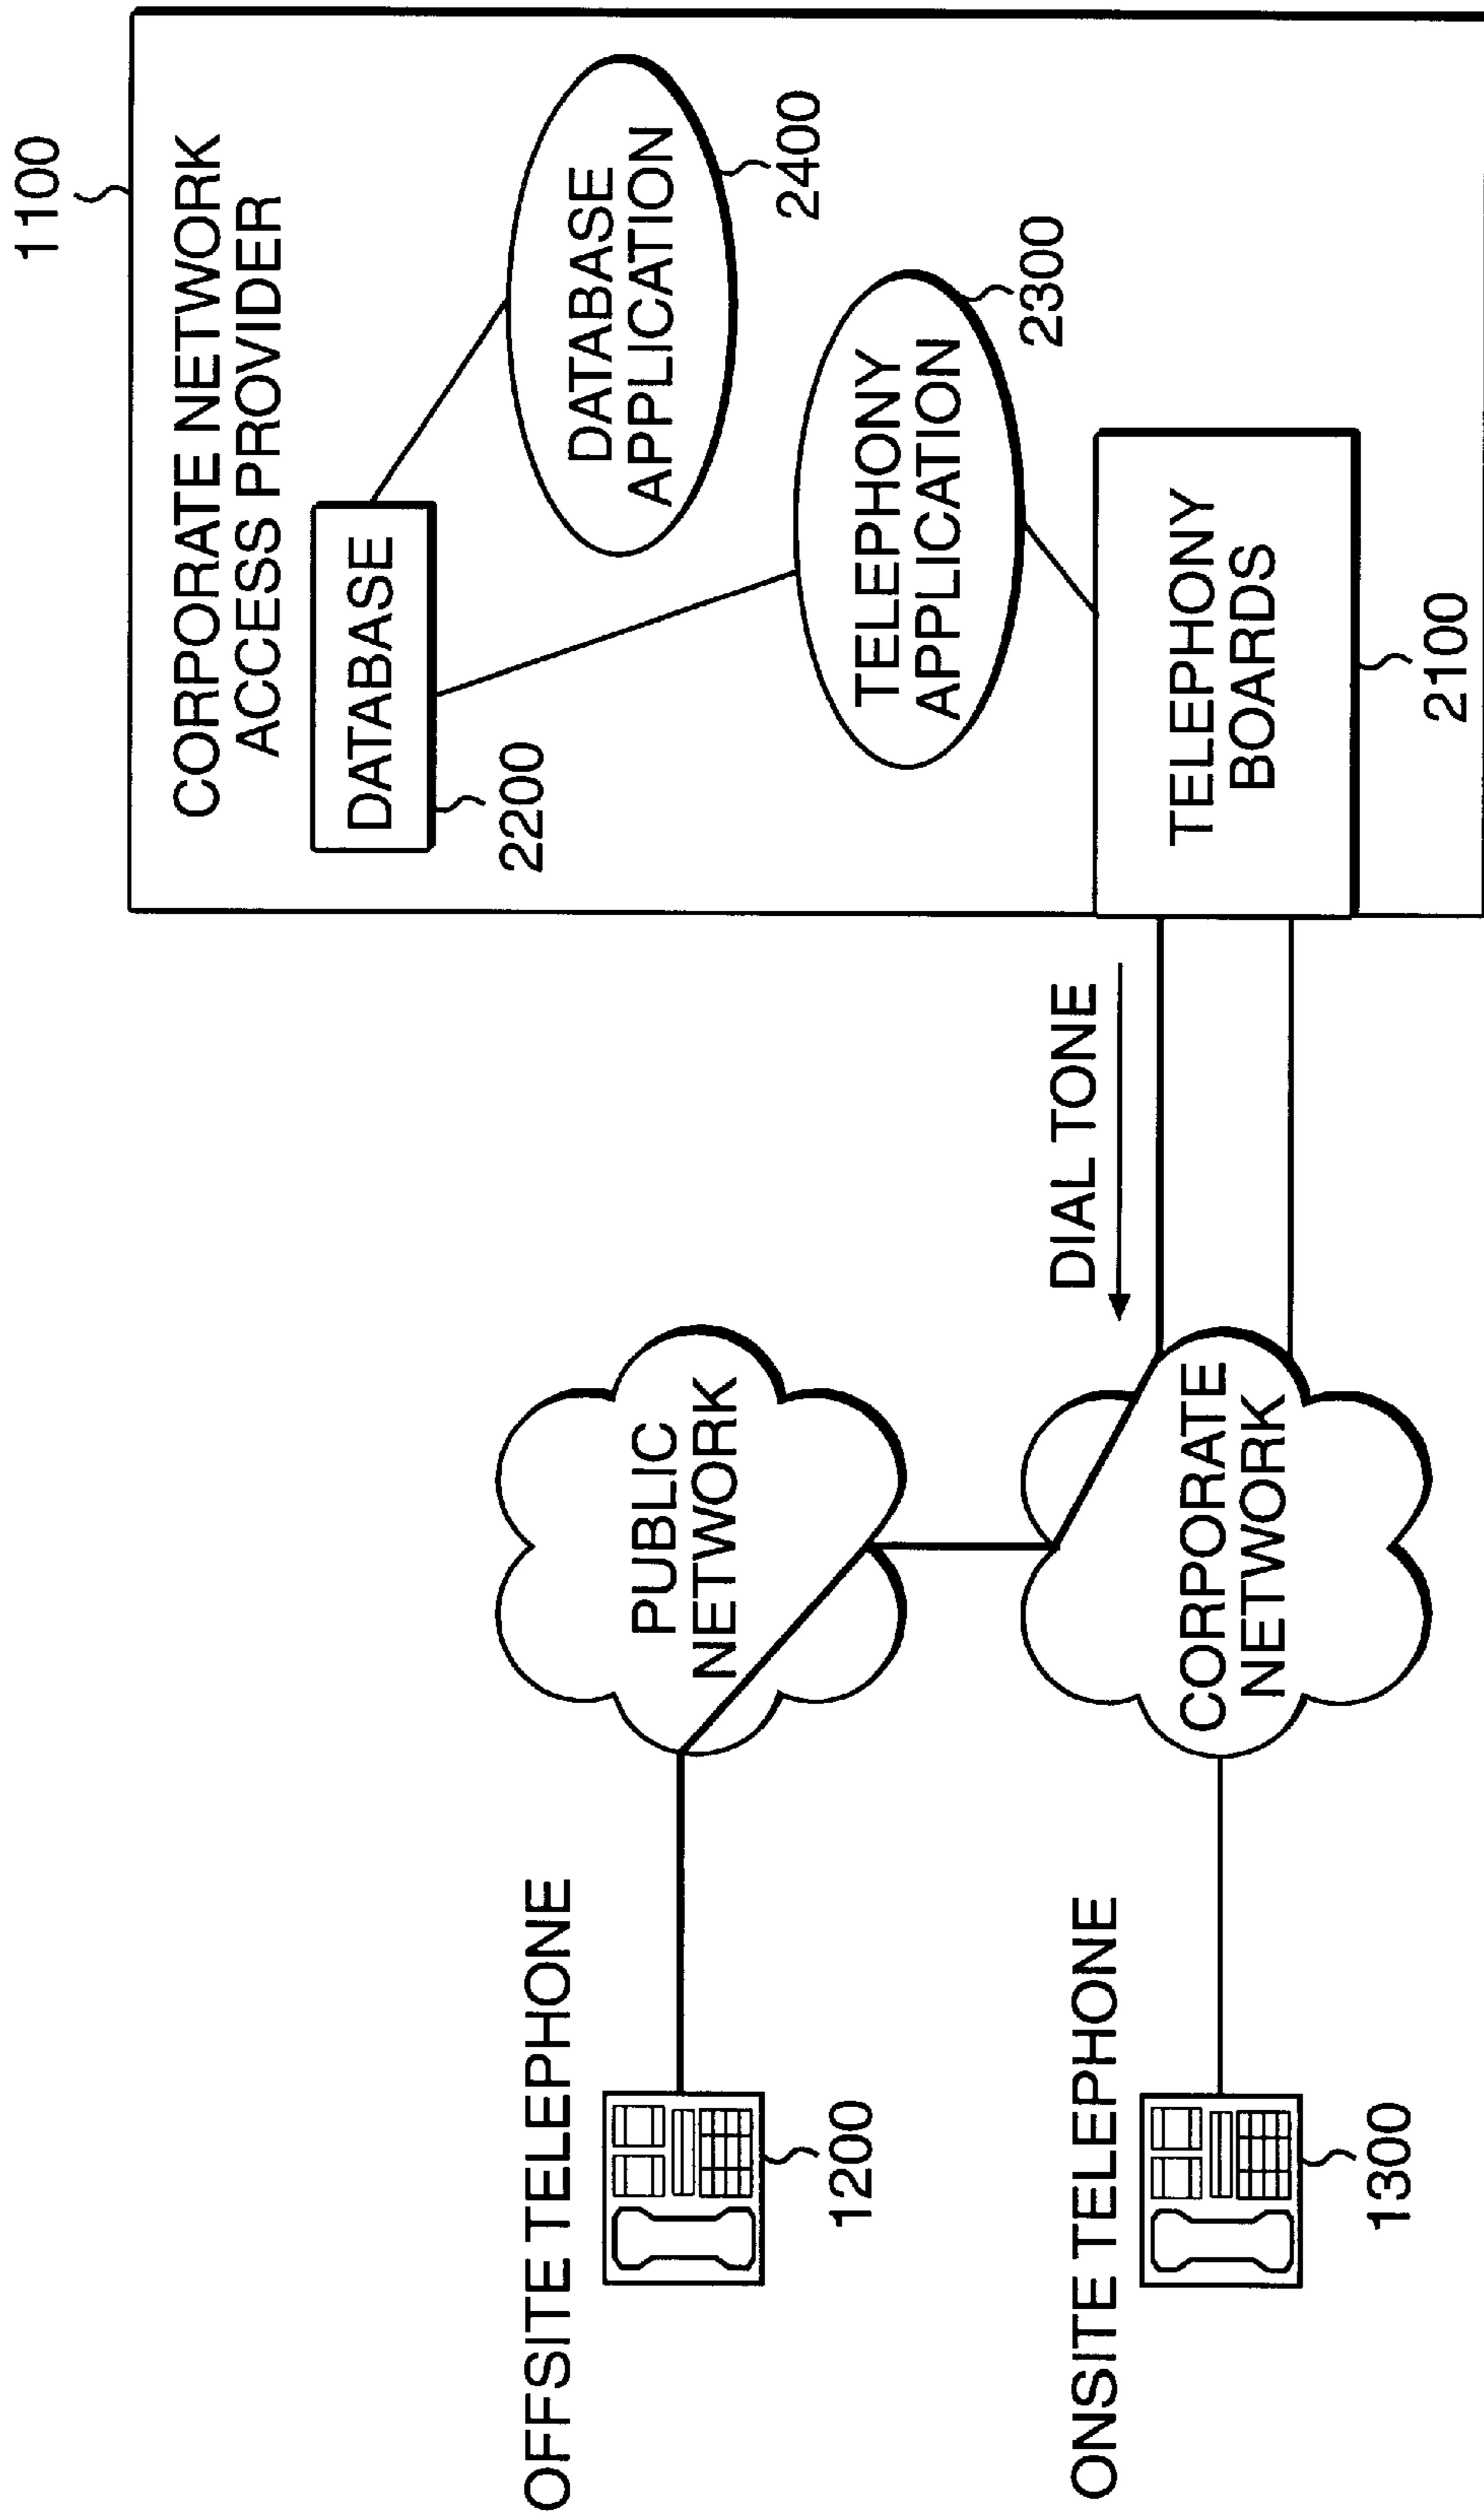 1100
CORPORATE NETWORK
ACCESS PROVIDER
DATABASE
2200
DATABASE
APPLICATION
2400
TELEPHONY
APPLICATION
2300
TELEPHONY
BOARDS
2100
DIAL TONE
PUBLIC
NETWORK
CORPORATE
NETWORK
OFFSITE TELEPHONE
1200
ONSITE TELEPHONE
1300